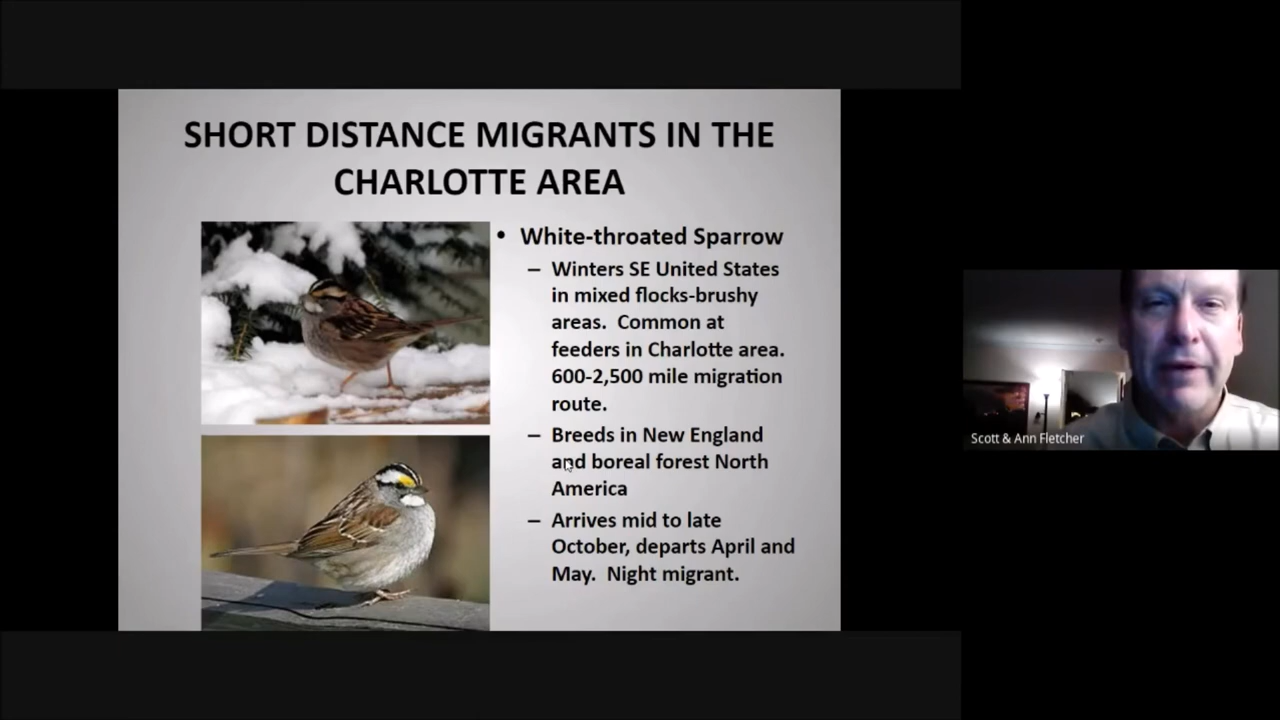 SHORT DISTANCE MIGRANTS IN THE
CHARLOTTE AREA
• White-throated Sparrow
– Winters SE United States
in mixed flocks-brushy
areas.  Common at
feeders in Charlotte area.
600-2,500 mile migration
route.
– Breeds in New England
and boreal forest North
America
– Arrives mid to late
October, departs April and
May.  Night migrant.
Scott & Ann Fletcher